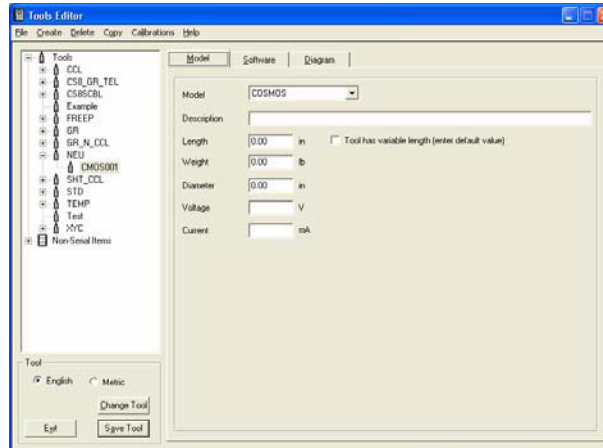 Tools Editor
File Create Delete Copy Calibrations Help
Tools
CCL
CS8_GR_TEL
CS8SCBL
Example
FREEP
GR
GR_N_CCL
NEU
CMOS001
SHT_CCL
STD
TEMP
Test
XYC
Non-Serial Items
Tool
English Metric
Change Tool
Exit Save Tool
Model Software Diagram
Model COSMOS
Description
Length 0.00 in Tool has variable length (enter default value)
Weight 0.00 lb
Diameter 0.00 in
Voltage V
Current mA